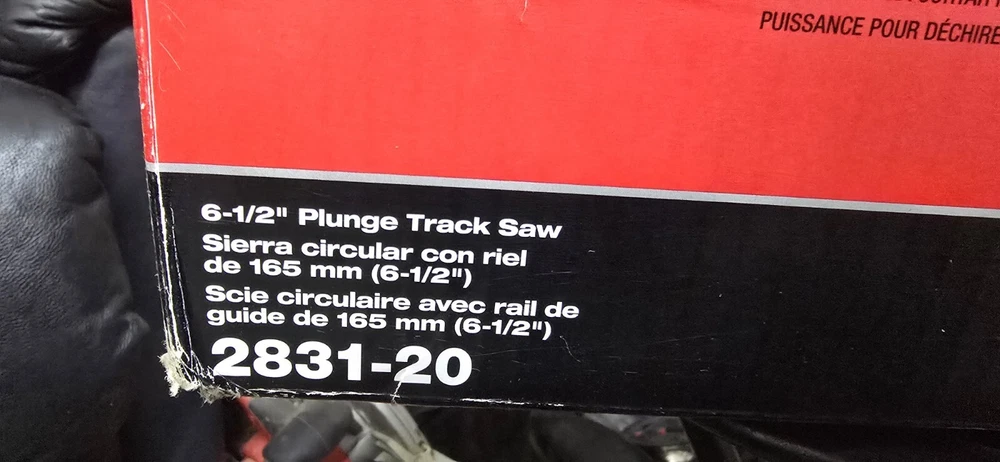 PUISSANCE POUR DÉCHIRE
6-1/2" Plunge Track Saw
Sierra circular con riel
de 165 mm (6-1/2")
Scie circulaire avec rail de
guide de 165 mm (6-1/2")
2831-20